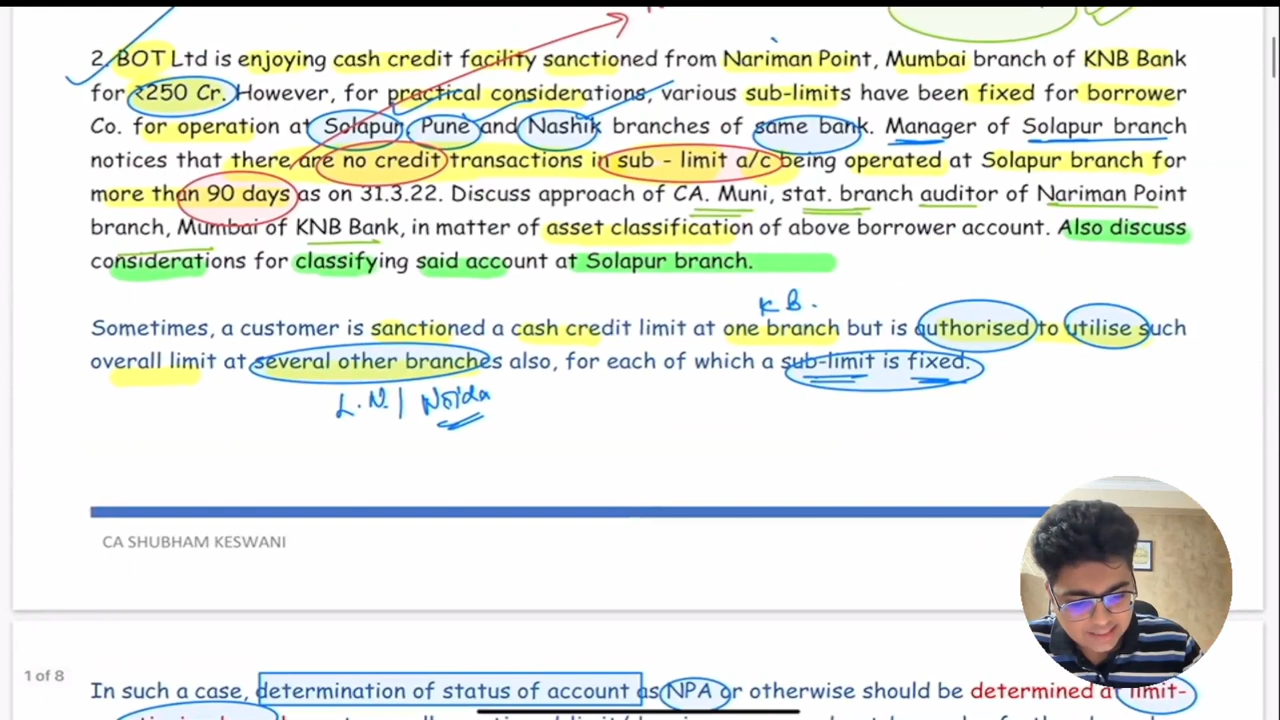 2. BOT Ltd is enjoying cash credit facility sanctioned from Nariman Point, Mumbai branch of KNB Bank
for ₹250 Cr. However, for practical considerations, various sub-limits have been fixed for borrower
Co. for operation at Solapur, Pune and Nashik branches of same bank. Manager of Solapur branch
notices that there are no credit transactions in sub - limit a/c being operated at Solapur branch for
more than 90 days as on 31.3.22. Discuss approach of CA. Muni, stat. branch auditor of Nariman Point
branch, Mumbai of KNB Bank, in matter of asset classification of above borrower account. Also discuss
considerations for classifying said account at Solapur branch.
K B.
Sometimes, a customer is sanctioned a cash credit limit at one branch but is authorised to utilise such
overall limit at several other branches also, for each of which a sub-limit is fixed.
L.N. | Noida
CA SHUBHAM KESWANI
1 of 8
In such a case, determination of status of account as NPA or otherwise should be determined at limit-